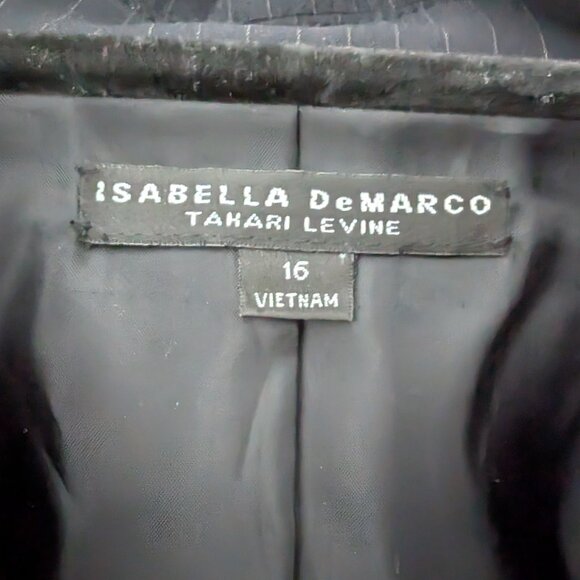 ISABELLA DeMARCO
TAHARI LEVINE
16
VIETNAM